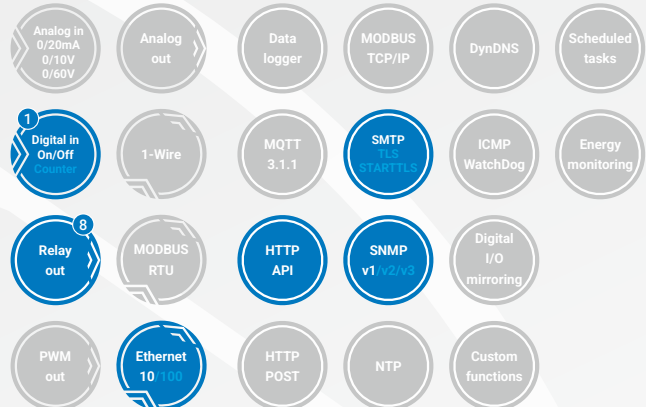 Analog in
0/20mA
0/10V
0/60V
Analog
out
Data
logger
MODBUS
TCP/IP
DynDNS
Scheduled
tasks
1
Digital in
On/Off
Counter
1-Wire
MQTT
3.1.1
SMTP
TLS
STARTTLS
ICMP
WatchDog
Energy
monitoring
8
Relay
out
MODBUS
RTU
HTTP
API
SNMP
v1/v2/v3
Digital
I/O
mirroring
PWM
out
Ethernet
10/100
HTTP
POST
NTP
Custom
functions